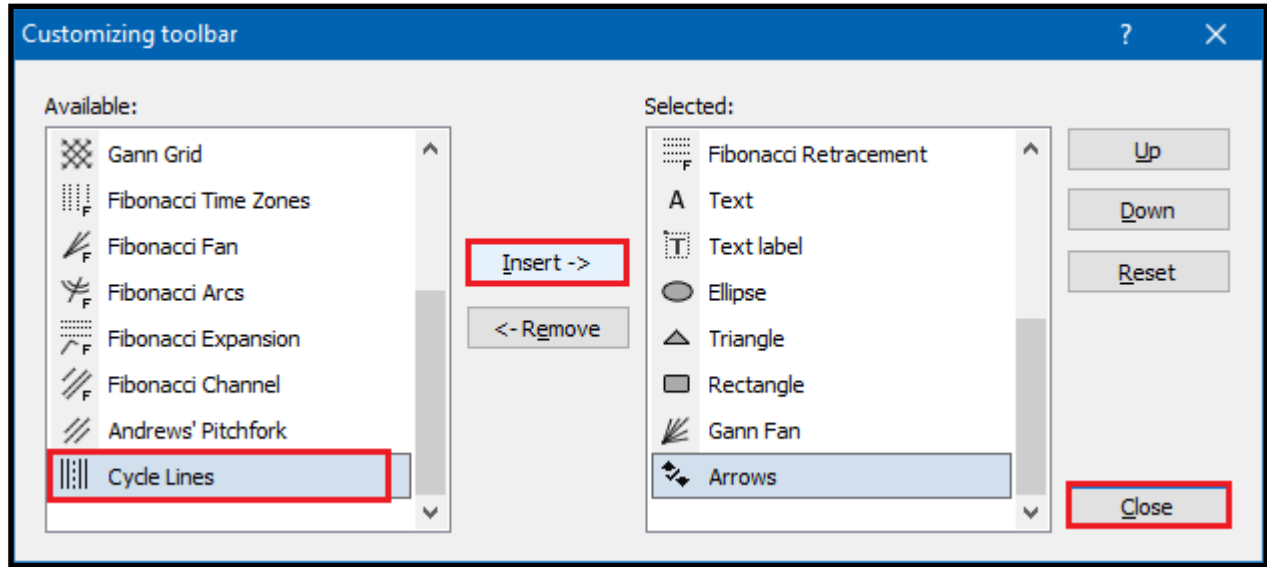 Customizing toolbar
?
Available:
Selected:
Gann Grid
Fibonacci Time Zones
Fibonacci Fan
Fibonacci Arcs
Fibonacci Expansion
Fibonacci Channel
Andrews' Pitchfork
Cycle Lines
Insert ->
<- Remove
Fibonacci Retracement
A Text
T Text label
Ellipse
Triangle
Rectangle
Gann Fan
Arrows
Up
Down
Reset
Close